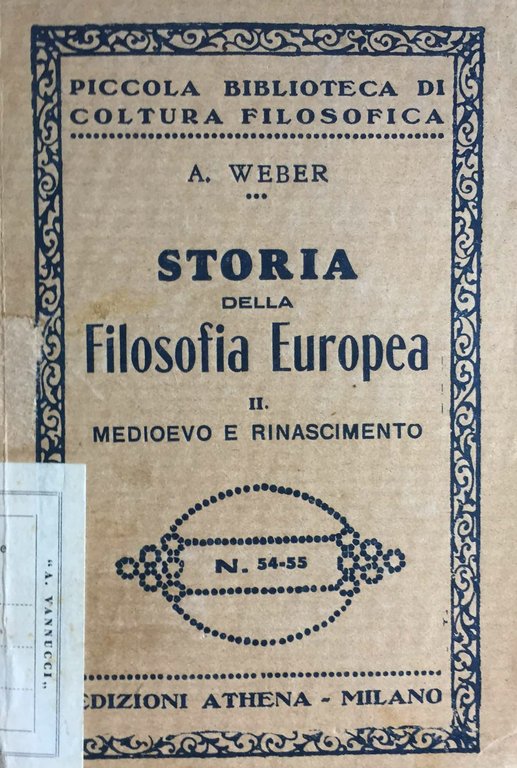 PICCOLA BIBLIOTECA DI
COLTURA FILOSOFICA
A. WEBER
STORIA
DELLA
Filosofia Europea
II.
MEDIOEVO E RINASCIMENTO
N. 54-55
"A. VANNUCCI„
EDIZIONI ATHENA - MILANO